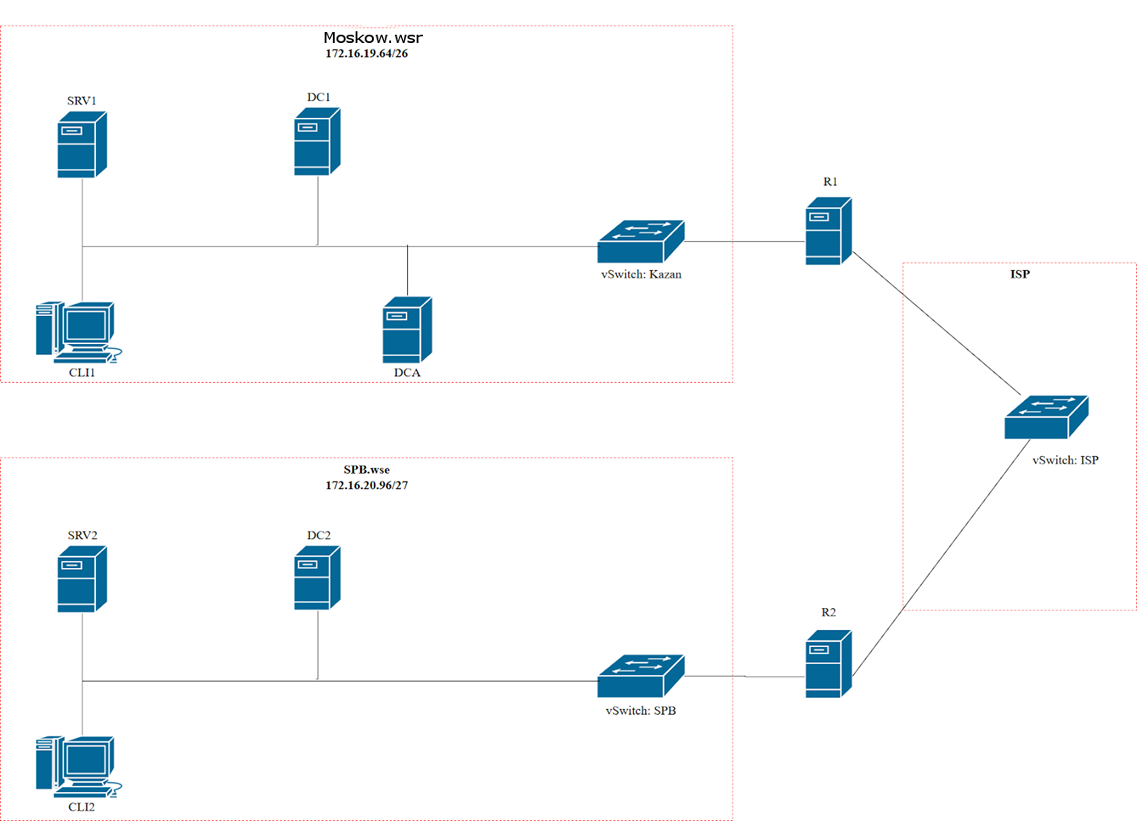 Moskow.wsr
172.16.19.64/26
SRV1
DC1
R1
vSwitch: Kazan
ISP
CLI1
DCA
vSwitch: ISP
SPB.wse
172.16.20.96/27
SRV2
DC2
R2
vSwitch: SPB
CLI2